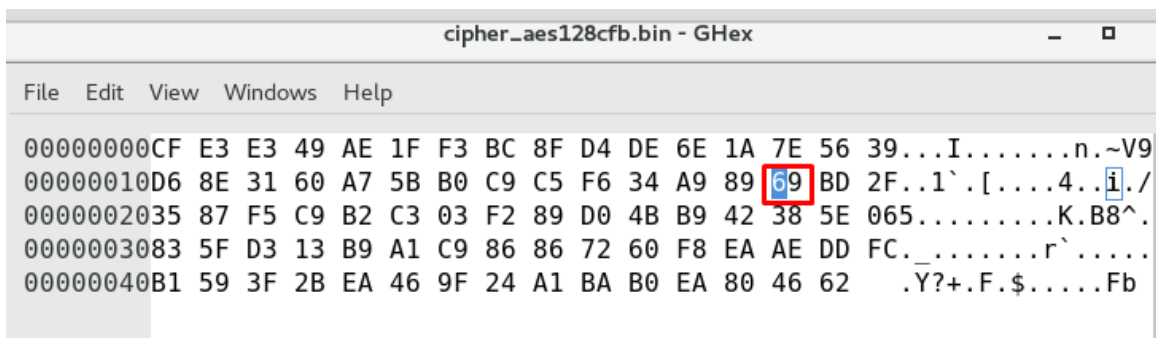 cipher_aes128cfb.bin - GHex
File Edit View Windows Help
00000000CF E3 E3 49 AE 1F F3 BC 8F D4 DE 6E 1A 7E 56 39...I.......n.~V9
00000010D6 8E 31 60 A7 5B B0 C9 C5 F6 34 A9 89 69 BD 2F..1`.[....4..i./
0000002035 87 F5 C9 B2 C3 03 F2 89 D0 4B B9 42 38 5E 065.........K.B8^.
0000003083 5F D3 13 B9 A1 C9 86 86 72 60 F8 EA AE DD FC._.......r`.....
00000040B1 59 3F 2B EA 46 9F 24 A1 BA B0 EA 80 46 62 .Y?+.F.$.....Fb